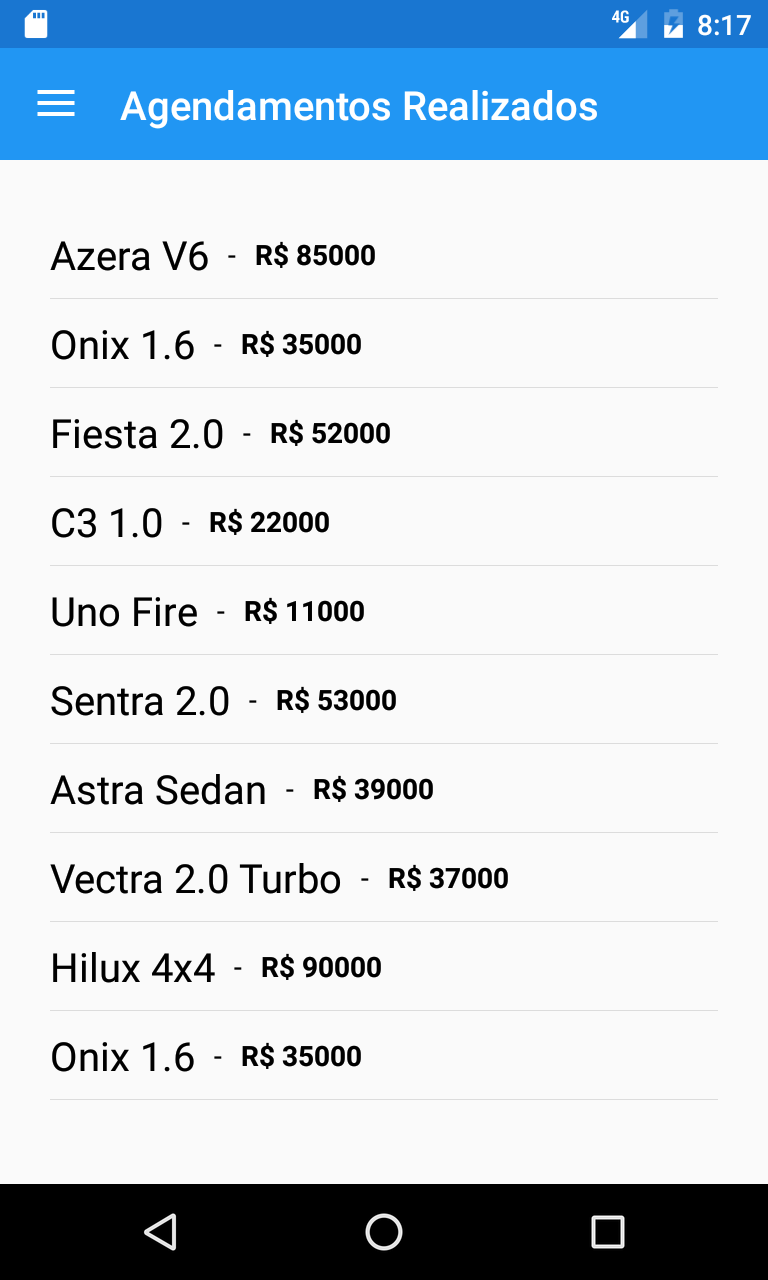 4G 8:17
Agendamentos Realizados
Azera V6 - R$ 85000
Onix 1.6 - R$ 35000
Fiesta 2.0 - R$ 52000
C3 1.0 - R$ 22000
Uno Fire - R$ 11000
Sentra 2.0 - R$ 53000
Astra Sedan - R$ 39000
Vectra 2.0 Turbo - R$ 37000
Hilux 4x4 - R$ 90000
Onix 1.6 - R$ 35000